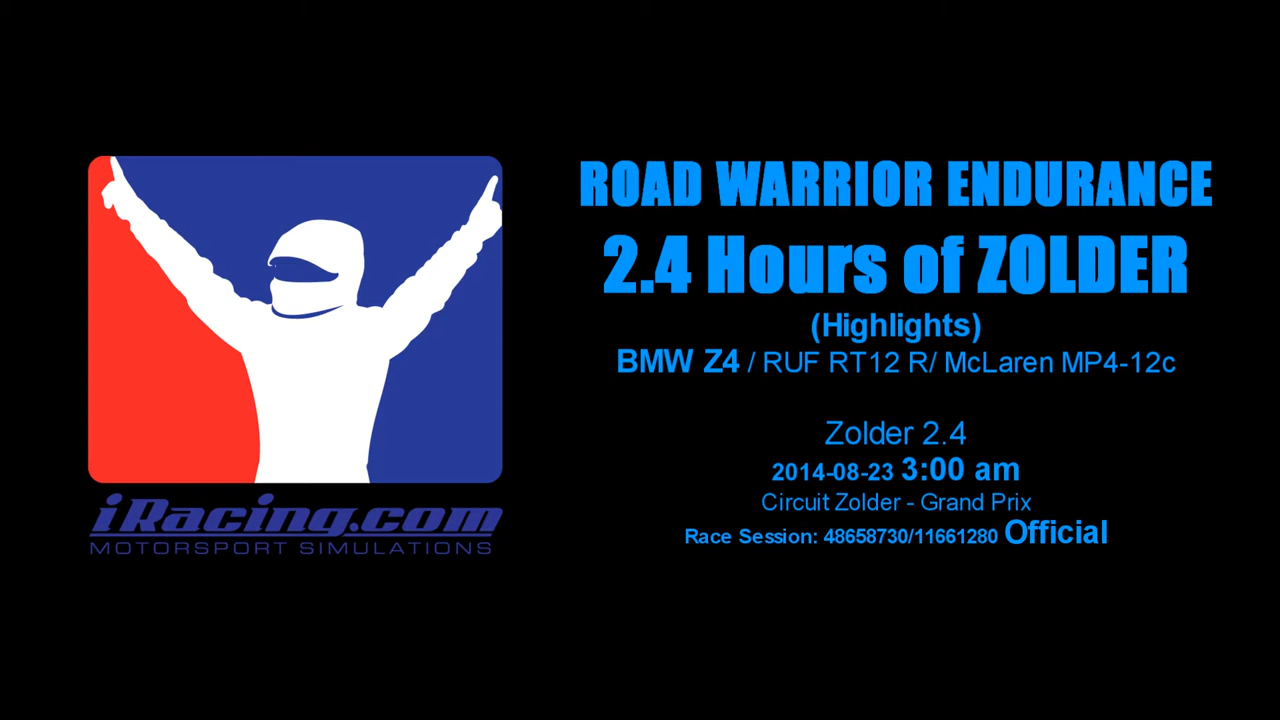 ROAD WARRIOR ENDURANCE
2.4 Hours of ZOLDER
(Highlights)
BMW Z4 / RUF RT12 R/ McLaren MP4-12c
Zolder 2.4
2014-08-23 3:00 am
Circuit Zolder - Grand Prix
Race Session: 48658730/11661280 Official
iRacing.com
MOTORSPORT SIMULATIONS